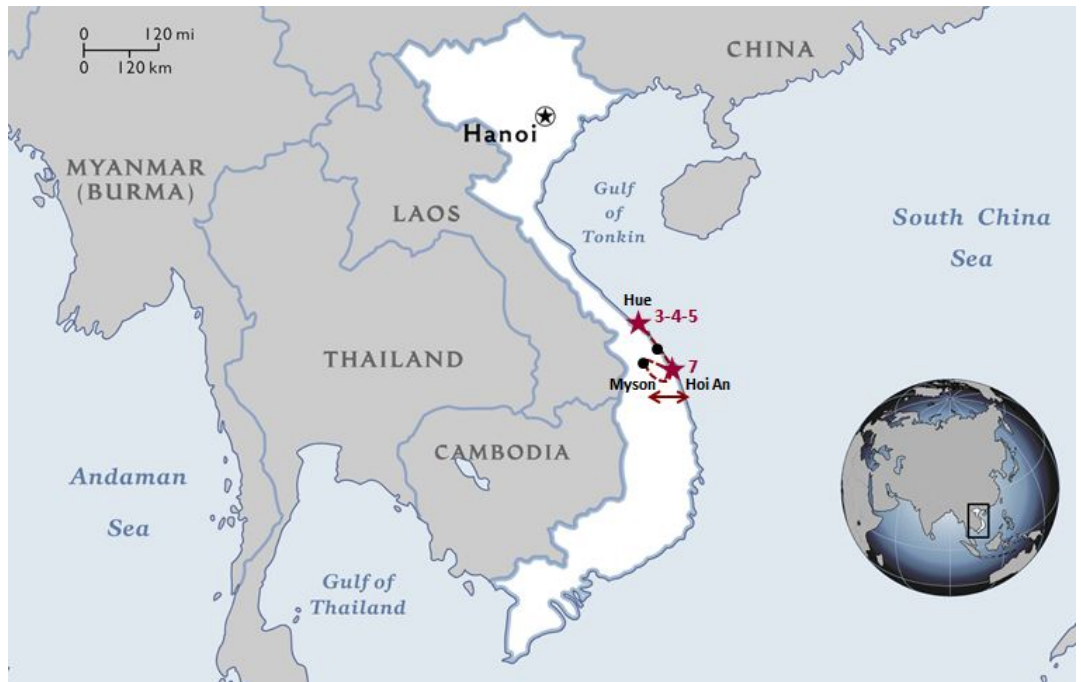 0 120 mi
0 120 km
CHINA
Hanoi
MYANMAR
(BURMA)
LAOS
Gulf
of
Tonkin
South China
Sea
Hue
3-4-5
THAILAND
7
Myson
Hoi An
CAMBODIA
Andaman
Sea
Gulf of
Thailand